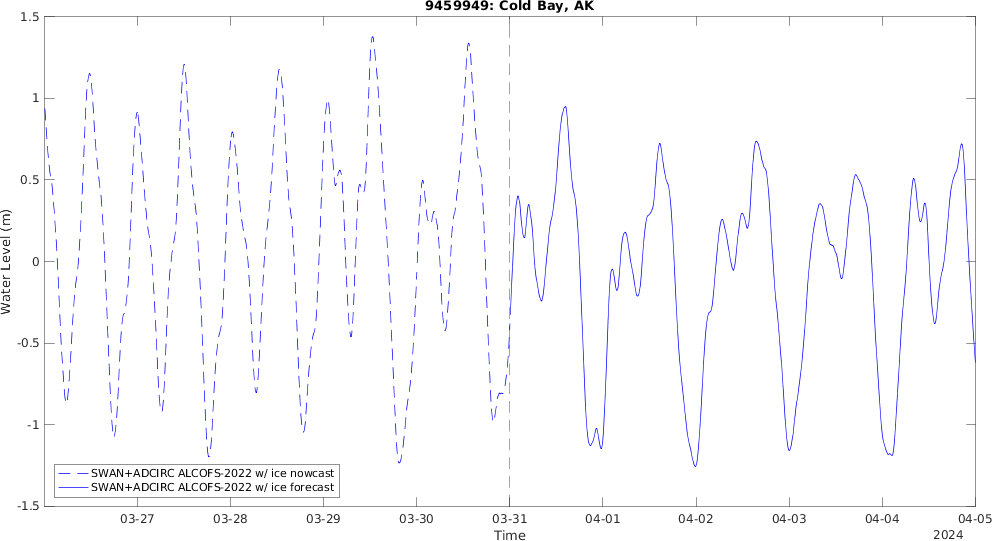 9459949: Cold Bay, AK
1.5
1
0.5
0
-0.5
-1
-1.5
Water Level (m)
SWAN+ADCIRC ALCOFS-2022 w/ ice nowcast
SWAN+ADCIRC ALCOFS-2022 w/ ice forecast
03-27 03-28 03-29 03-30 03-31 04-01 04-02 04-03 04-04 04-05
Time
2024